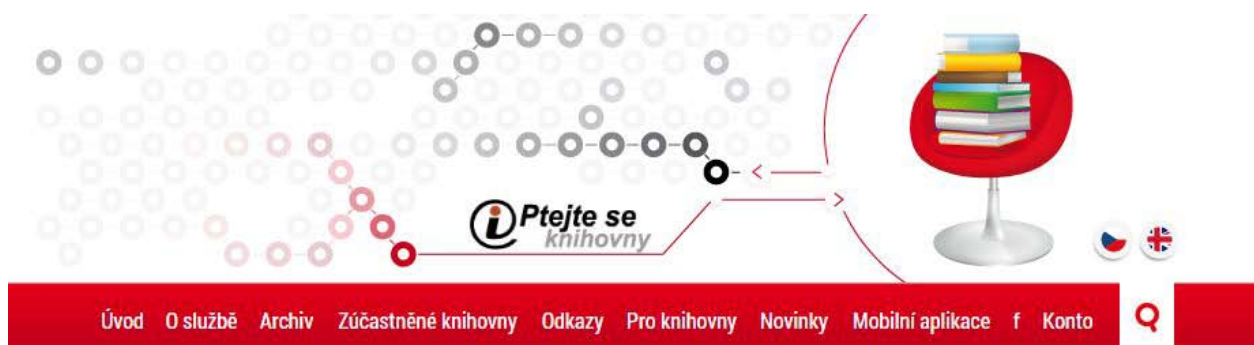 Ptejte se
knihovny
Úvod O službě Archiv Zúčastněné knihovny Odkazy Pro knihovny Novinky Mobilní aplikace f Konto